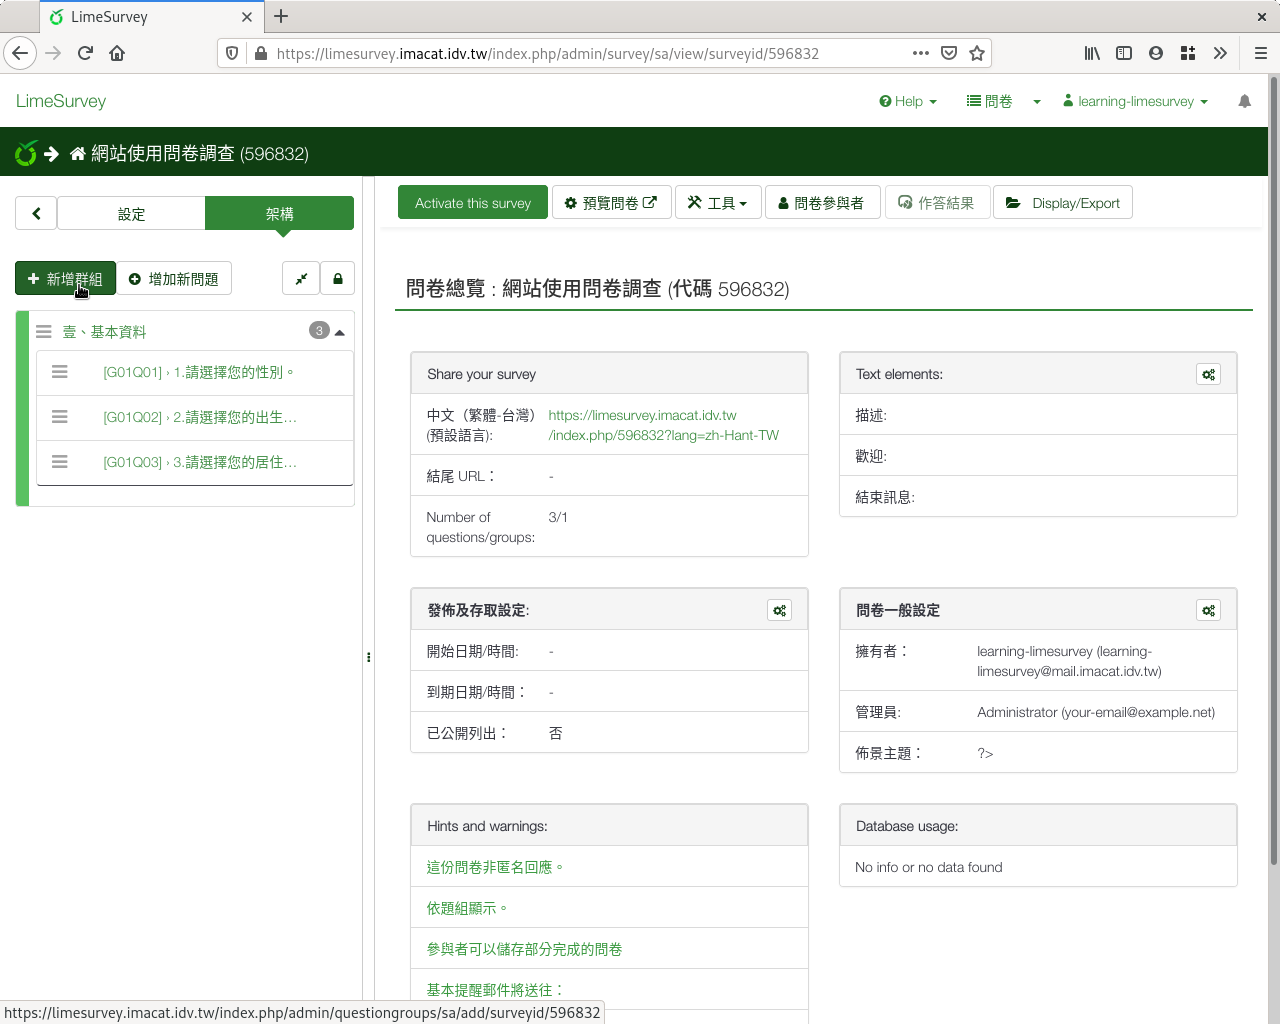 LimeSurvey
https://limesurvey.imacat.idv.tw/index.php/admin/survey/sa/view/surveyid/596832
LimeSurvey
Help
問卷
learning-limesurvey
網站使用問卷調查 (596832)
設定
架構
Activate this survey
預覽問卷
工具
問卷參與者
作答結果
Display/Export
新增群組
增加新問題
壹、基本資料
3
[G01Q01] › 1.請選擇您的性別。
[G01Q02] › 2.請選擇您的出生...
[G01Q03] › 3.請選擇您的居住...
問卷總覽 : 網站使用問卷調查 (代碼 596832)
Share your survey
中文（繁體-台灣）
(預設語言):
https://limesurvey.imacat.idv.tw
/index.php/596832?lang=zh-Hant-TW
結尾 URL：
-
Number of
questions/groups:
3/1
Text elements:
描述:
歡迎:
結束訊息:
發佈及存取設定:
開始日期/時間:
-
到期日期/時間：
-
已公開列出：
否
問卷一般設定
擁有者：
learning-limesurvey (learning-
limesurvey@mail.imacat.idv.tw)
管理員:
Administrator (your-email@example.net)
佈景主題：
?>
Hints and warnings:
這份問卷非匿名回應。
依題組顯示。
參與者可以儲存部分完成的問卷
基本提醒郵件將送往：
Database usage:
No info or no data found
https://limesurvey.imacat.idv.tw/index.php/admin/questiongroups/sa/add/surveyid/596832